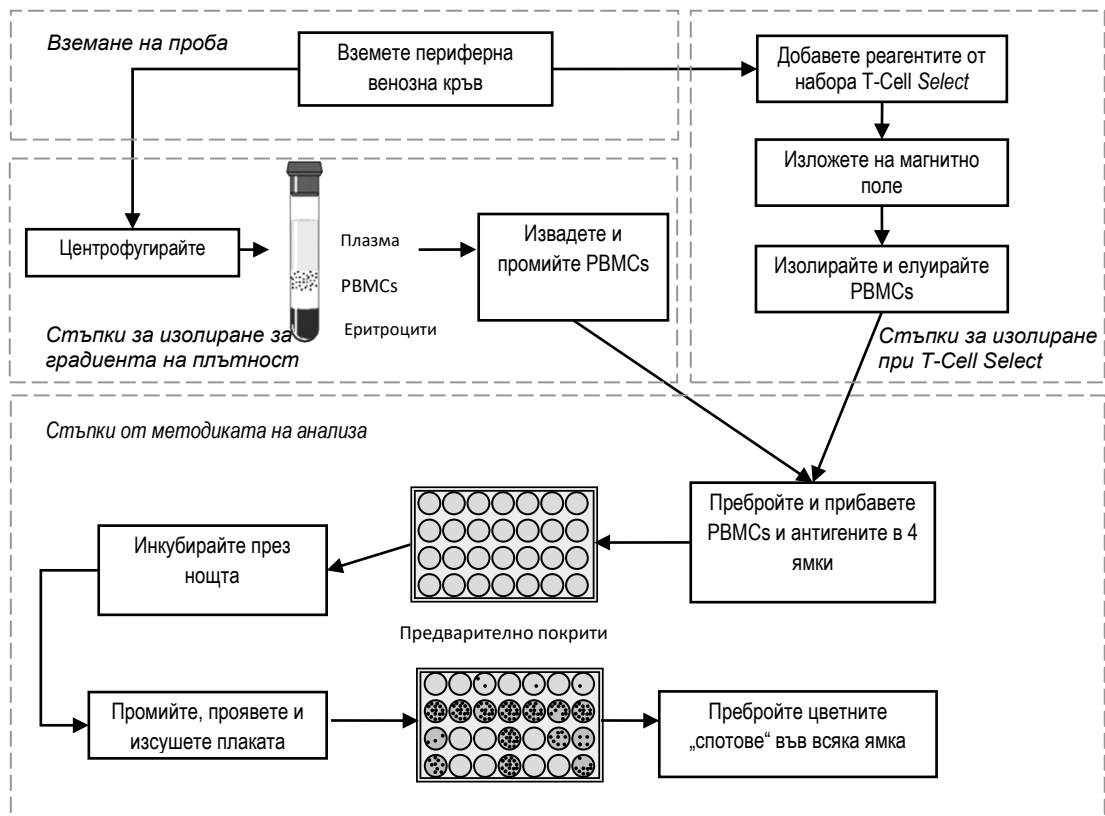 Вземане на проба
Вземете периферна
венозна кръв
Добавете реагентите от
набора T-Cell Select
Изложете на магнитно
поле
Изолирайте и елуирайте
PBMCs
Стъпки за изолиране
при T-Cell Select
Центрофугирайте
Плазма
PBMCs
Еритроцити
Извадете и
промийте PBMCs
Стъпки за изолиране за
градиента на плътност
Стъпки от методиката на анализа
Пребройте и прибавете
PBMCs и антигените в 4
ямки
Инкубирайте през
нощта
Предварително покрити
Промийте, проявете и
изсушете плаката
Пребройте цветните
„спотове“ във всяка ямка